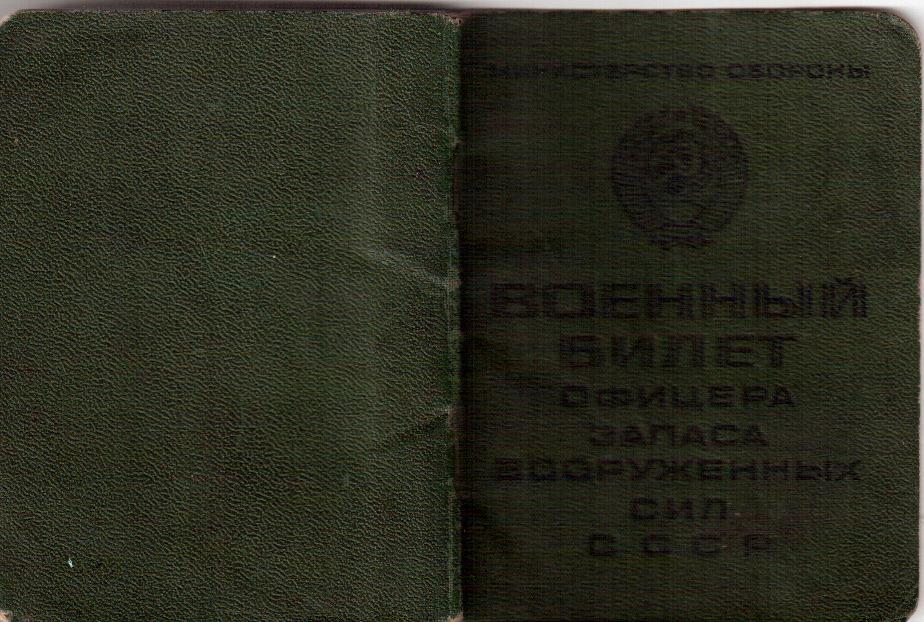 МИНИСТЕРСТВО ОБОРОНЫ
ВОЕННЫЙ
БИЛЕТ
ОФИЦЕРА
ЗАПАСА
ВООРУЖЕННЫХ
СИЛ
СССР